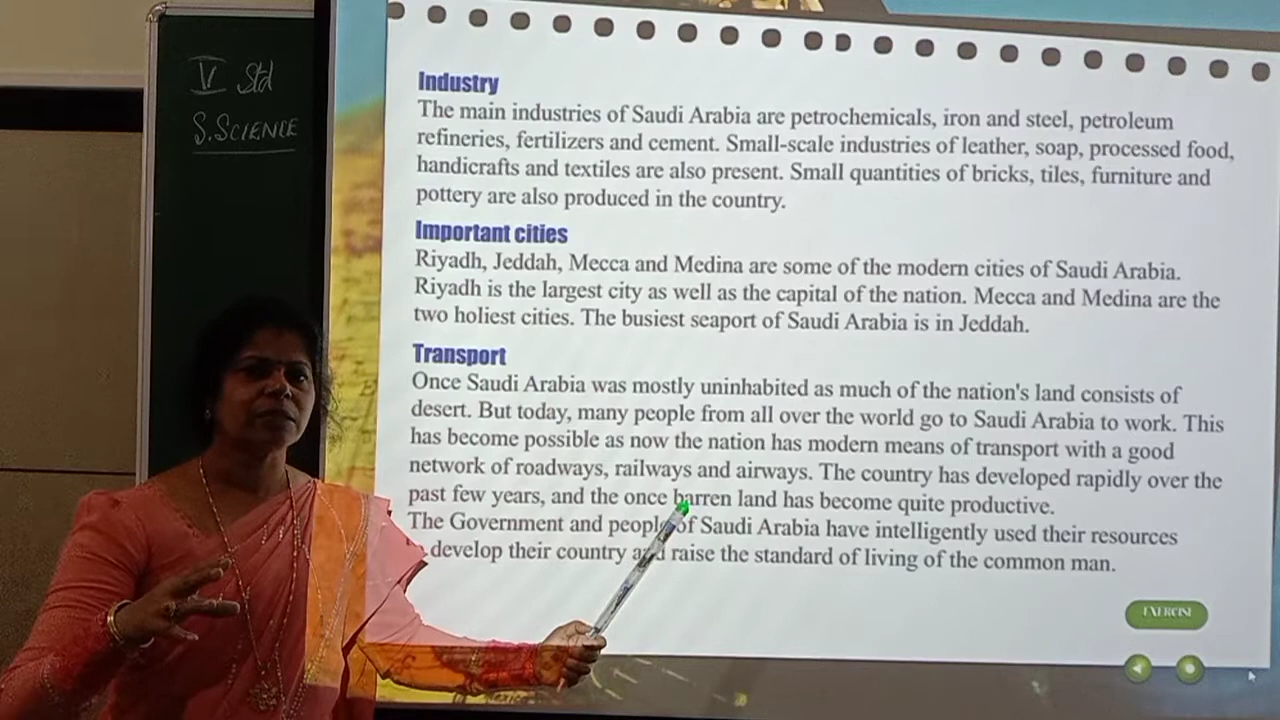 V Std
S. SCIENCE
Industry
The main industries of Saudi Arabia are petrochemicals, iron and steel, petroleum
refineries, fertilizers and cement. Small-scale industries of leather, soap, processed food,
handicrafts and textiles are also present. Small quantities of bricks, tiles, furniture and
pottery are also produced in the country.
Important cities
Riyadh, Jeddah, Mecca and Medina are some of the modern cities of Saudi Arabia.
Riyadh is the largest city as well as the capital of the nation. Mecca and Medina are the
two holiest cities. The busiest seaport of Saudi Arabia is in Jeddah.
Transport
Once Saudi Arabia was mostly uninhabited as much of the nation's land consists of
desert. But today, many people from all over the world go to Saudi Arabia to work. This
has become possible as now the nation has modern means of transport with a good
network of roadways, railways and airways. The country has developed rapidly over the
past few years, and the once barren land has become quite productive.
The Government and people of Saudi Arabia have intelligently used their resources
develop their country and raise the standard of living of the common man.
EXERCISE